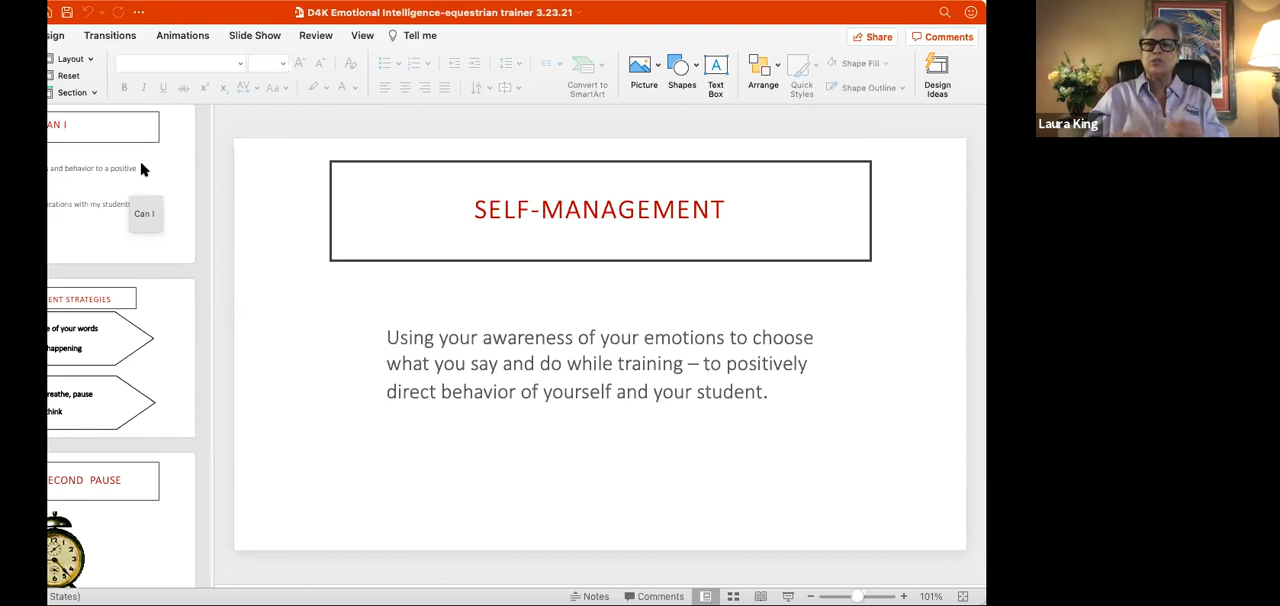 D4K Emotional Intelligence-equestrian trainer 3.23.21
sign Transitions Animations Slide Show Review View Tell me
Share Comments
Layout
Reset
Section
Convert to
SmartArt
Picture
Shapes
Text
Box
Arrange
Quick
Styles
Shape Fill
Shape Outline
Design
Ideas
Laura King
AN I
s and behavior to a positive
ications with my students
Can I
ENT STRATEGIES
e of your words
happening
reathe, pause
think
ECOND PAUSE
SELF-MANAGEMENT
Using your awareness of your emotions to choose
what you say and do while training – to positively
direct behavior of yourself and your student.
States)
Notes Comments 101%